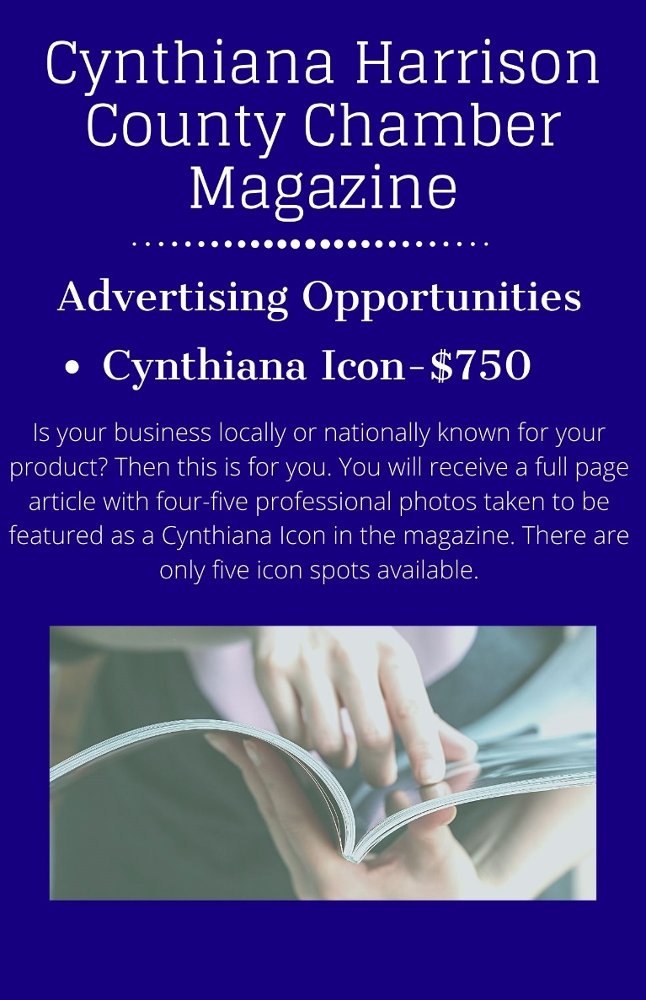 Cynthiana Harrison
County Chamber
Magazine
Advertising Opportunities
• Cynthiana Icon-$750
Is your business locally or nationally known for your
product? Then this is for you. You will receive a full page
article with four-five professional photos taken to be
featured as a Cynthiana Icon in the magazine. There are
only five icon spots available.